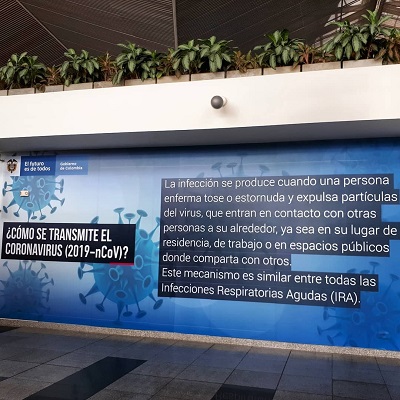 El futuro
es de todos
Gobierno
de Colombia
¿CÓMO SE TRANSMITE EL
CORONAVIRUS (2019-nCoV)?
La infección se produce cuando una persona
enferma tose o estornuda y expulsa partículas
del virus, que entran en contacto con otras
personas a su alrededor, ya sea en su lugar de
residencia, de trabajo o en espacios públicos
donde comparta con otros.
Este mecanismo es similar entre todas las
Infecciones Respiratorias Agudas (IRA).